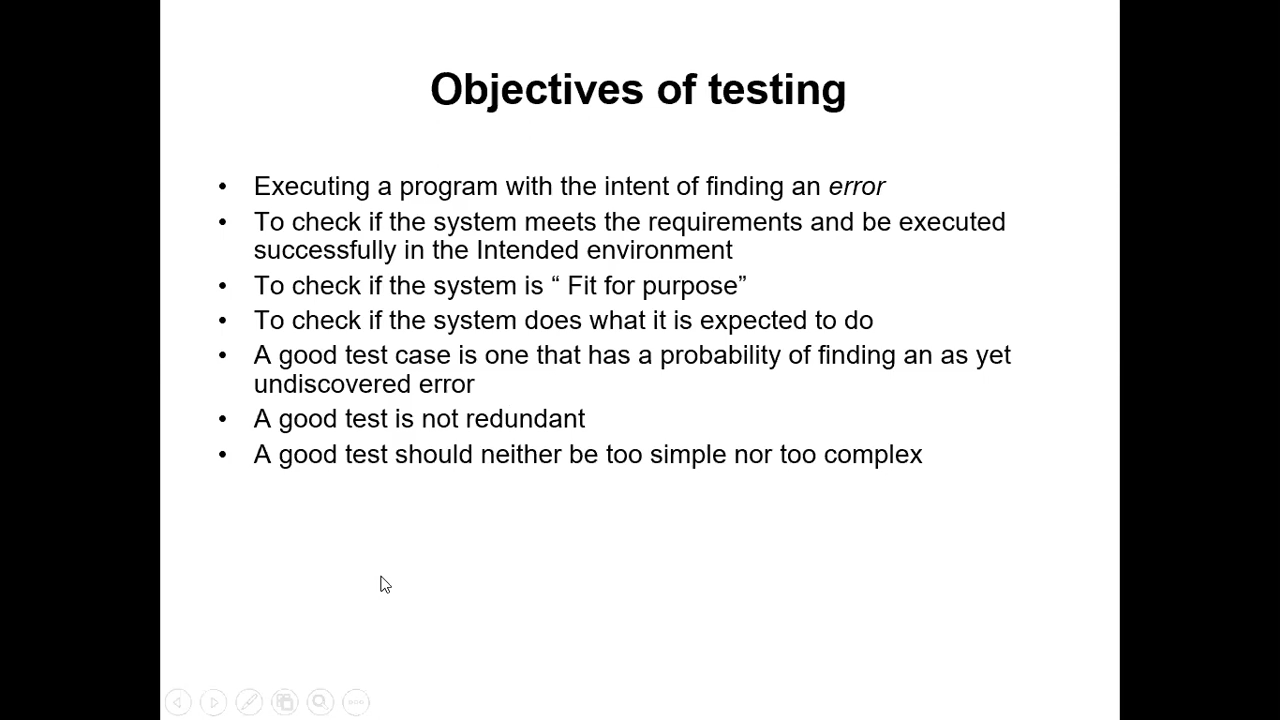 Objectives of testing
• Executing a program with the intent of finding an error
• To check if the system meets the requirements and be executed
successfully in the Intended environment
• To check if the system is “ Fit for purpose”
• To check if the system does what it is expected to do
• A good test case is one that has a probability of finding an as yet
undiscovered error
• A good test is not redundant
• A good test should neither be too simple nor too complex